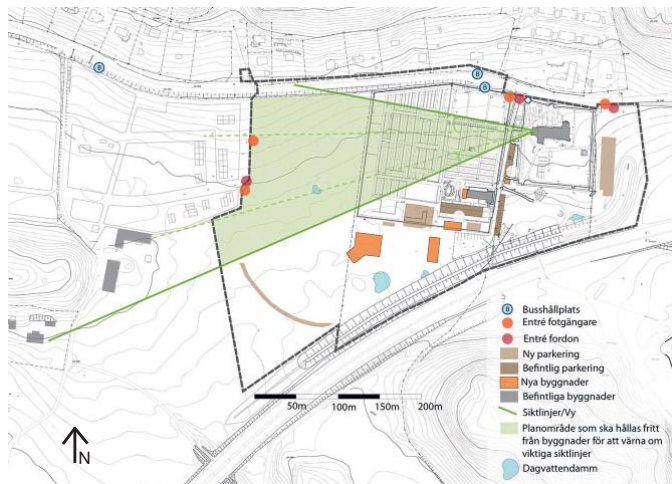 B
B
B
Busshållplats
Entré fotgängare
Entré fordon
Ny parkering
Befintlig parkering
Nya byggnader
Befintliga byggnader
Siktlinjer/Vy
Planområde som ska hållas fritt
från byggnader för att värna om
viktiga siktlinjer
Dagvattendamm
B
50m 100m 150m 200m
N